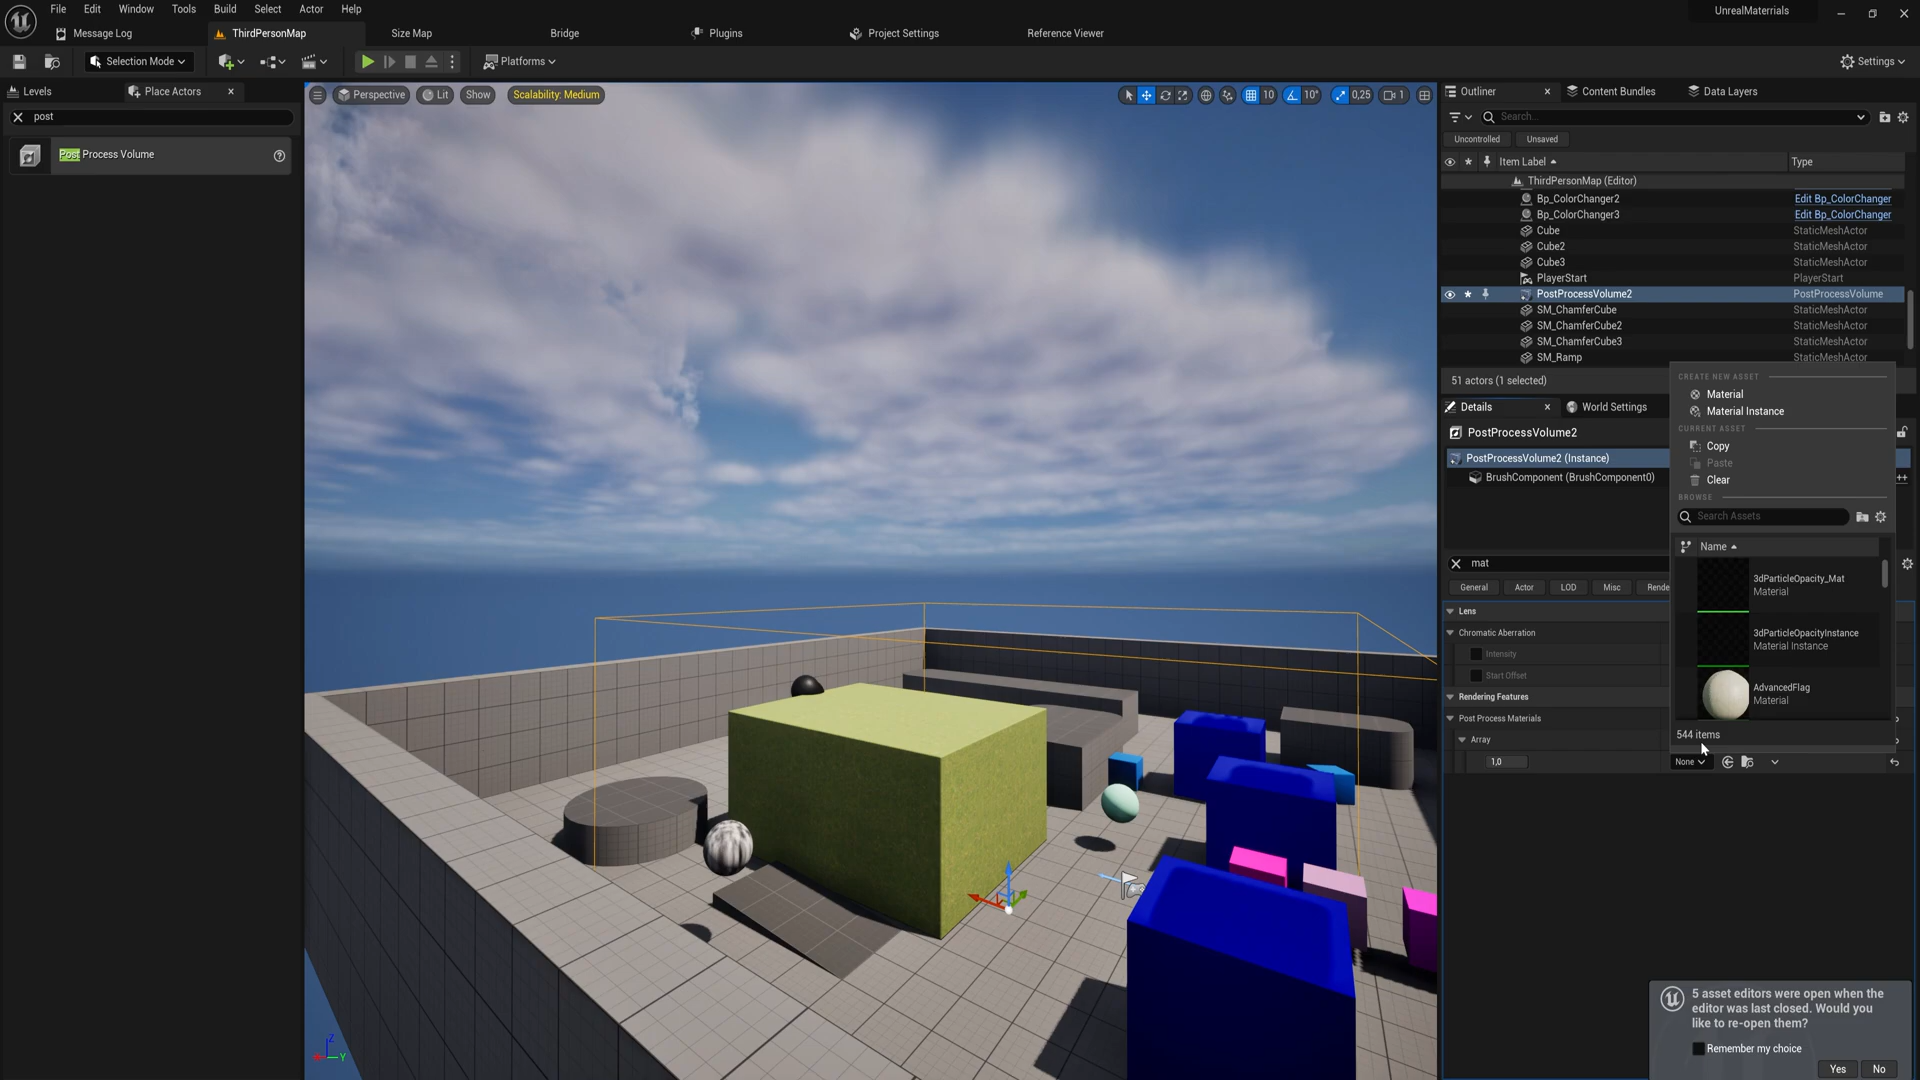 File Edit Window Tools Build Select Actor Help
UnrealMaterrials
Message Log
ThirdPersonMap
Size Map
Bridge
Plugins
Project Settings
Reference Viewer
Selection Mode
Platforms
Settings
Levels
Place Actors
post
Post Process Volume
Perspective
Lit
Show
Scalability: Medium
10
10°
0,25
1
Outliner
Content Bundles
Data Layers
Search...
Uncontrolled
Unsaved
Item Label
Type
ThirdPersonMap (Editor)
Bp_ColorChanger2 Edit Bp_ColorChanger
Bp_ColorChanger3 Edit Bp_ColorChanger
Cube StaticMeshActor
Cube2 StaticMeshActor
Cube3 StaticMeshActor
PlayerStart PlayerStart
PostProcessVolume2 PostProcessVolume
SM_ChamferCube StaticMeshActor
SM_ChamferCube2 StaticMeshActor
SM_ChamferCube3 StaticMeshActor
SM_Ramp StaticMeshActor
51 actors (1 selected)
Details
World Settings
PostProcessVolume2
PostProcessVolume2 (Instance)
BrushComponent (BrushComponent0)
mat
General
Actor
LOD
Misc
Rende
Lens
Chromatic Aberration
Intensity
Start Offset
Rendering Features
Post Process Materials
Array
1,0
None
CREATE NEW ASSET
Material
Material Instance
CURRENT ASSET
Copy
Paste
Clear
BROWSE
Search Assets
Name
3dParticleOpacity_Mat
Material
3dParticleOpacityInstance
Material Instance
AdvancedFlag
Material
544 items
5 asset editors were open when the
editor was last closed. Would you
like to re-open them?
Remember my choice
Yes
No
Z
Y